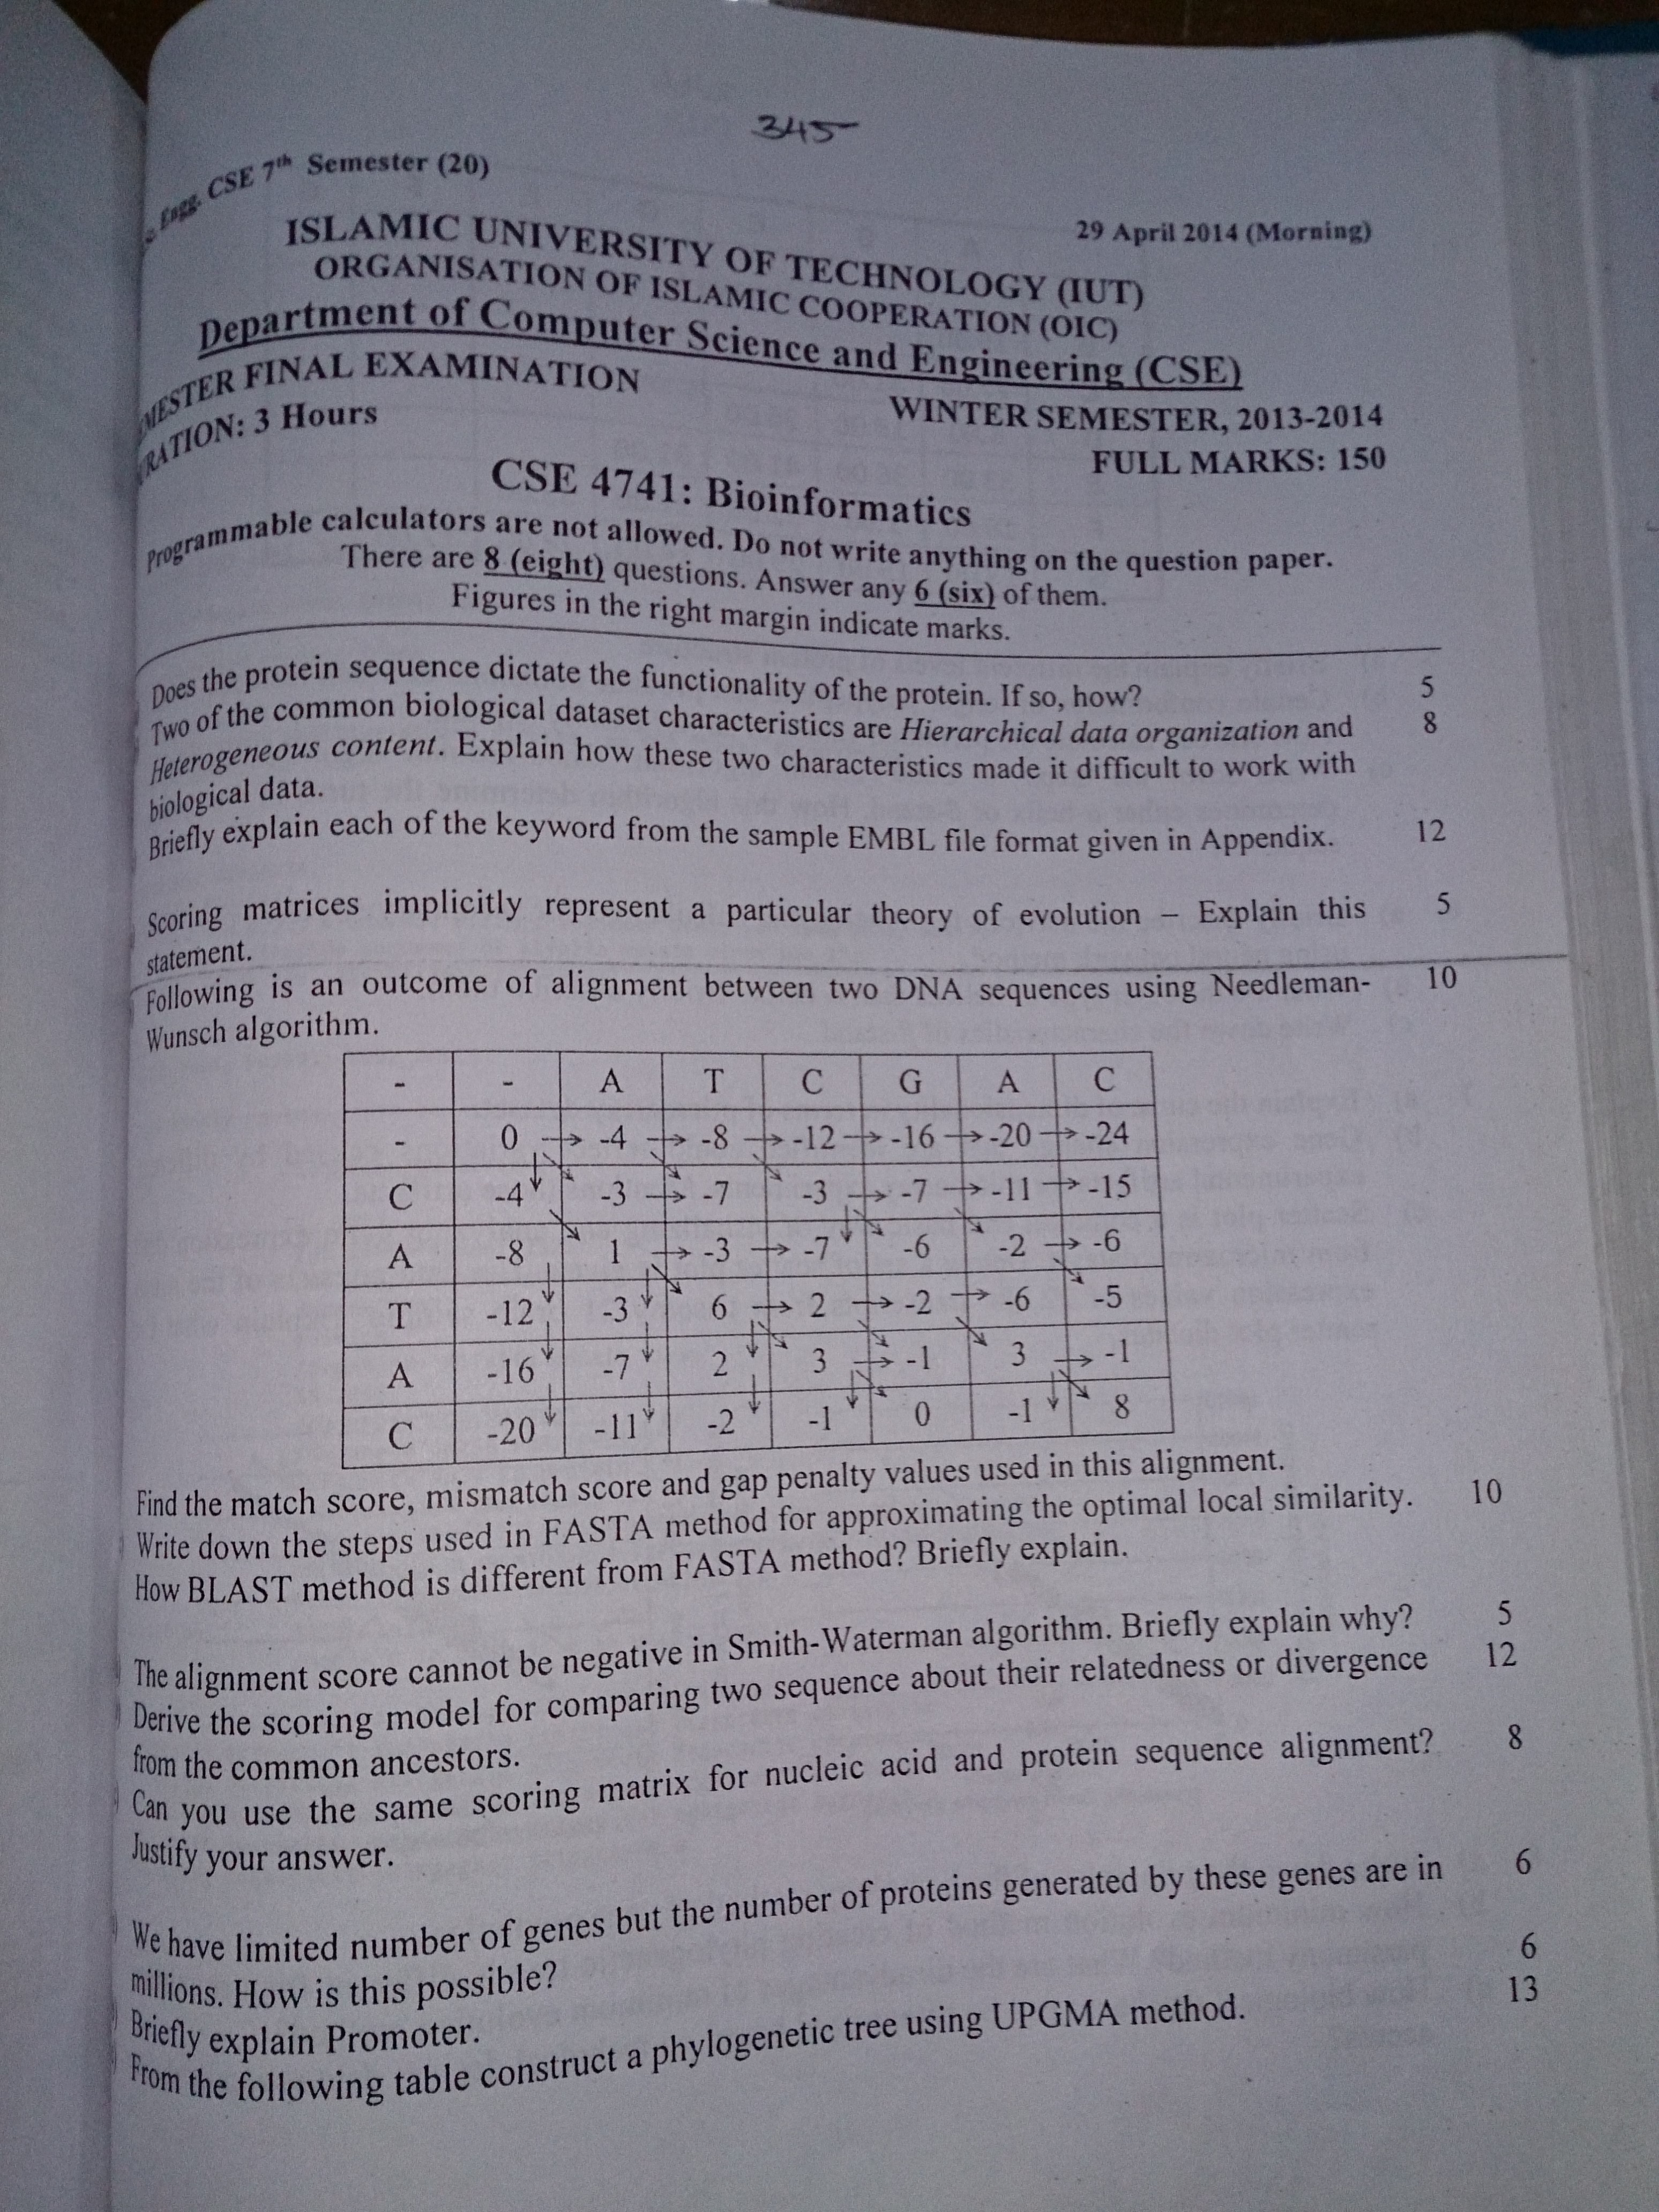 345
Engg. CSE 7th Semester (20)
29 April 2014 (Morning)
ISLAMIC UNIVERSITY OF TECHNOLOGY (IUT)
ORGANISATION OF ISLAMIC COOPERATION (OIC)
Department of Computer Science and Engineering (CSE)
MESTER FINAL EXAMINATION
WINTER SEMESTER, 2013-2014
RATION: 3 Hours
FULL MARKS: 150
CSE 4741: Bioinformatics
Programmable calculators are not allowed. Do not write anything on the question paper.
There are 8 (eight) questions. Answer any 6 (six) of them.
Figures in the right margin indicate marks.
Does the protein sequence dictate the functionality of the protein. If so, how? 5
Two of the common biological dataset characteristics are Hierarchical data organization and 8
Heterogeneous content. Explain how these two characteristics made it difficult to work with
biological data.
Briefly explain each of the keyword from the sample EMBL file format given in Appendix. 12
Scoring matrices implicitly represent a particular theory of evolution – Explain this 5
statement.
Following is an outcome of alignment between two DNA sequences using Needleman- 10
Wunsch algorithm.
- - A T C G A C
- 0 → -4 → -8 → -12 → -16 → -20 → -24
C -4 -3 → -7 -3 → -7 → -11 → -15
A -8 1 → -3 → -7 -6 -2 → -6
T -12 -3 6 → 2 → -2 → -6 -5
A -16 -7 2 3 → -1 3 → -1
C -20 -11 -2 -1 0 -1 8
Find the match score, mismatch score and gap penalty values used in this alignment.
Write down the steps used in FASTA method for approximating the optimal local similarity. 10
How BLAST method is different from FASTA method? Briefly explain.
The alignment score cannot be negative in Smith-Waterman algorithm. Briefly explain why? 5
Derive the scoring model for comparing two sequence about their relatedness or divergence 12
from the common ancestors.
Can you use the same scoring matrix for nucleic acid and protein sequence alignment? 8
Justify your answer.
We have limited number of genes but the number of proteins generated by these genes are in 6
millions. How is this possible?
Briefly explain Promoter. 6
From the following table construct a phylogenetic tree using UPGMA method. 13